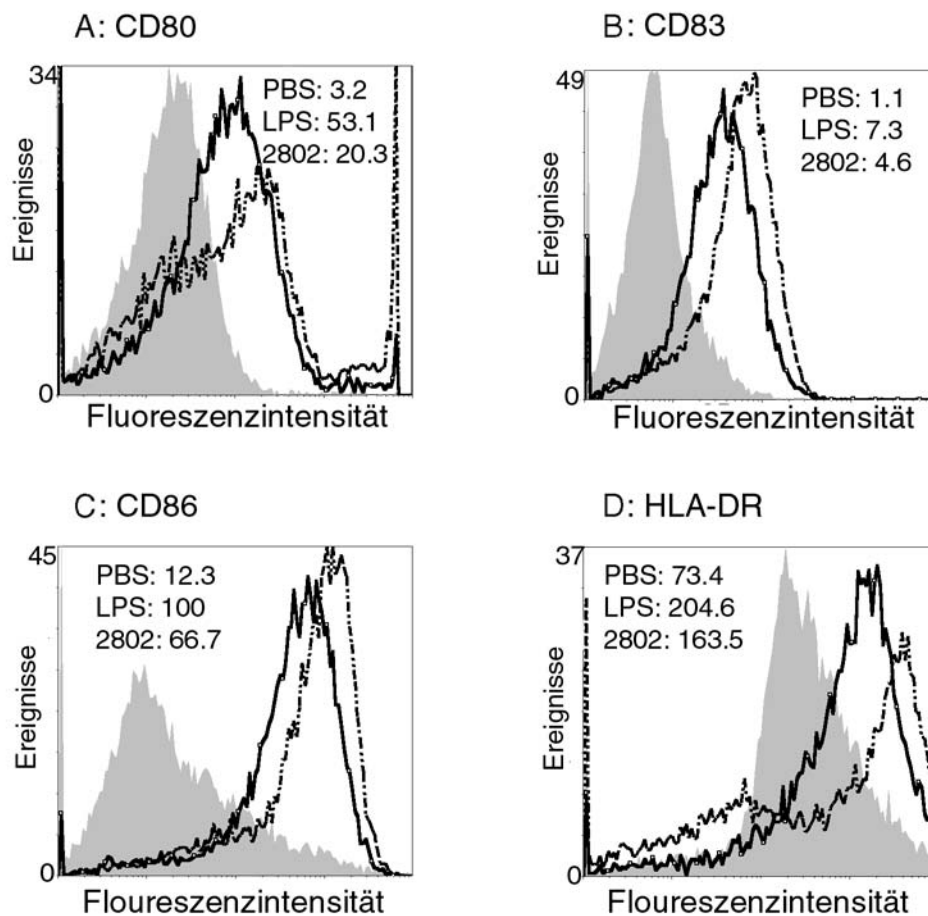 A: CD80
34
PBS: 3.2
LPS: 53.1
2802: 20.3
Ereignisse
0
Fluoreszenzintensität
B: CD83
49
PBS: 1.1
LPS: 7.3
2802: 4.6
Ereignisse
0
Fluoreszenzintensität
C: CD86
45
PBS: 12.3
LPS: 100
2802: 66.7
Ereignisse
0
Floureszenzintensität
D: HLA-DR
37
PBS: 73.4
LPS: 204.6
2802: 163.5
Ereignisse
0
Floureszenzintensität